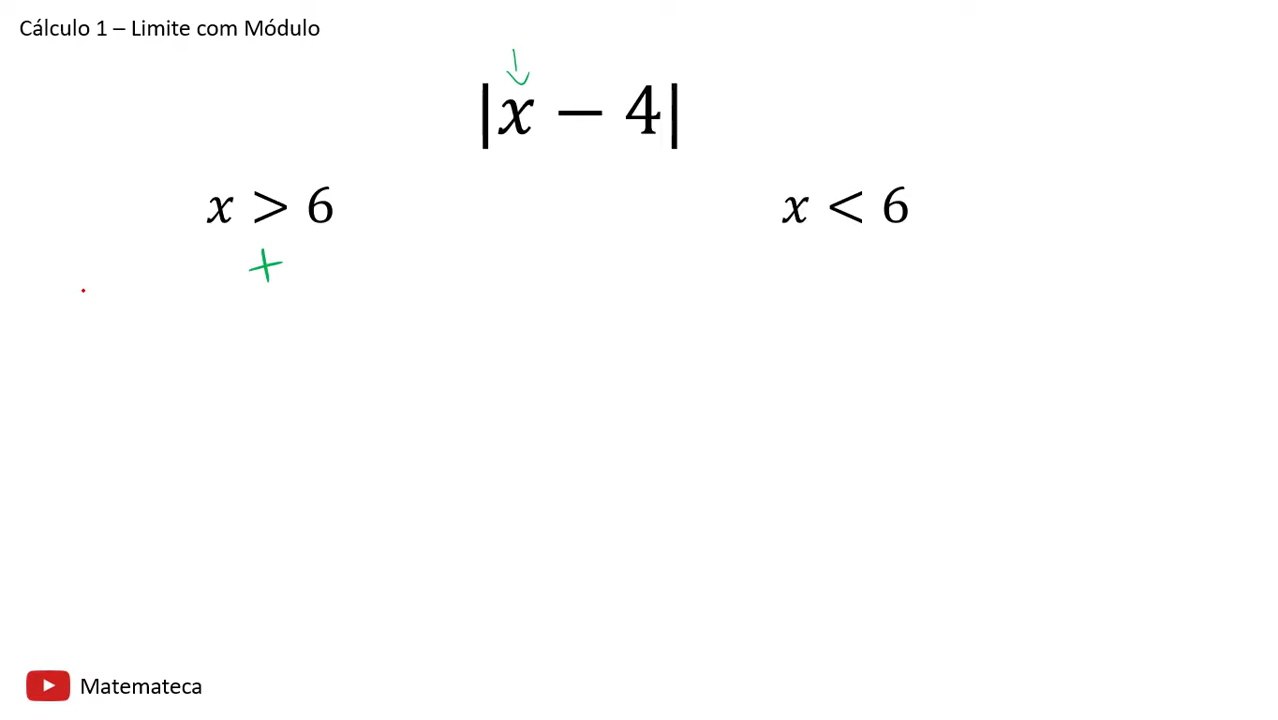 Cálculo 1 – Limite com Módulo
|x − 4|
x > 6
x < 6
+
Matemateca